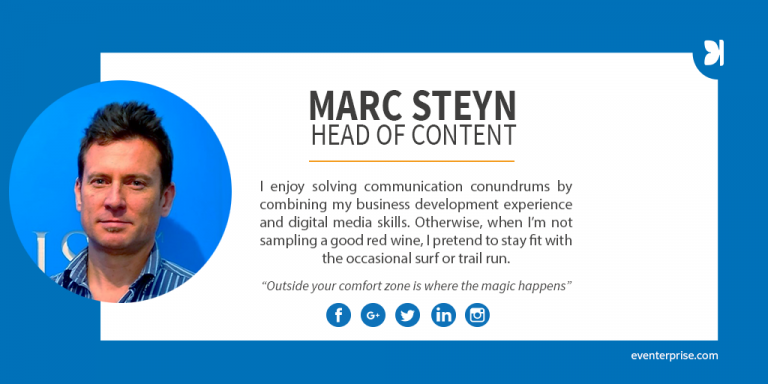 MARC STEYN
HEAD OF CONTENT
I enjoy solving communication conundrums by
combining my business development experience
and digital media skills. Otherwise, when I’m not
sampling a good red wine, I pretend to stay fit with
the occasional surf or trail run.
“Outside your comfort zone is where the magic happens”
f G+ in
eventerprise.com